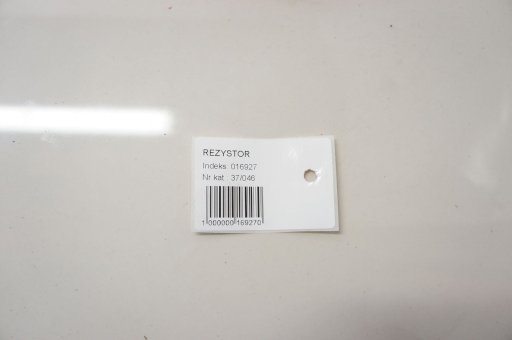 REZYSTOR
Indeks: 016927
Nr kat.: 37/046
1 000000 169270